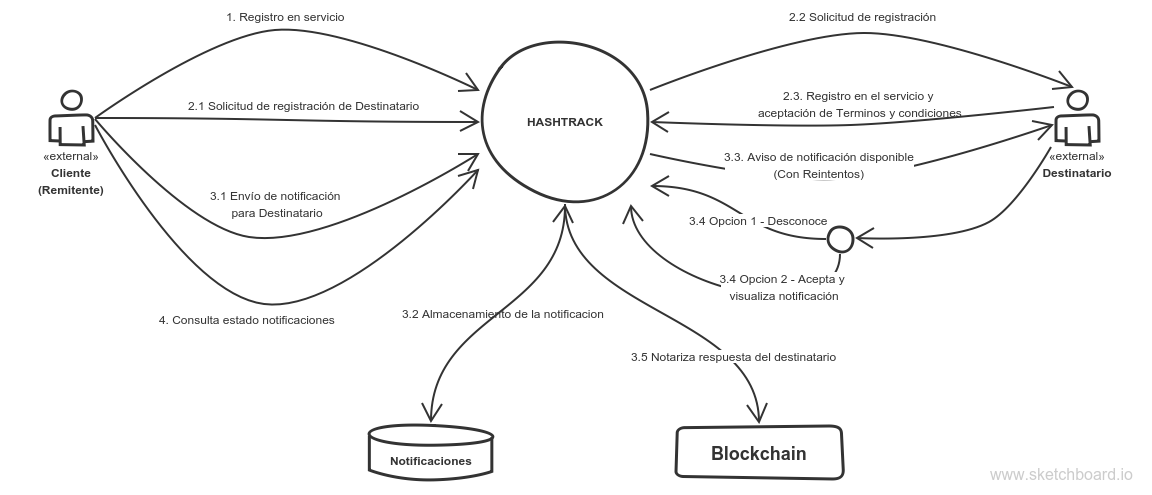 1. Registro en servicio
2.2 Solicitud de registración
2.1 Solicitud de registración de Destinatario
2.3. Registro en el servicio y
aceptación de Terminos y condiciones
HASHTRACK
«external»
Cliente
(Remitente)
«external»
Destinatario
3.3. Aviso de notificación disponible
(Con Reintentos)
3.1 Envío de notificación
para Destinatario
3.4 Opcion 1 - Desconoce
3.4 Opcion 2 - Acepta y
visualiza notificación
4. Consulta estado notificaciones
3.2 Almacenamiento de la notificacion
3.5 Notariza respuesta del destinatario
Notificaciones
Blockchain
www.sketchboard.io